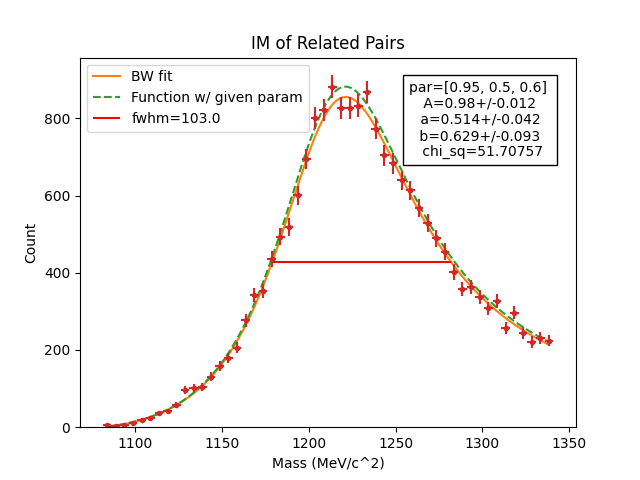 IM of Related Pairs
BW fit
Function w/ given param
fwhm=103.0
par=[0.95, 0.5, 0.6]
A=0.98+/-0.012
a=0.514+/-0.042
b=0.629+/-0.093
chi_sq=51.70757
Count
800
600
400
200
0
1100 1150 1200 1250 1300 1350
Mass (MeV/c^2)